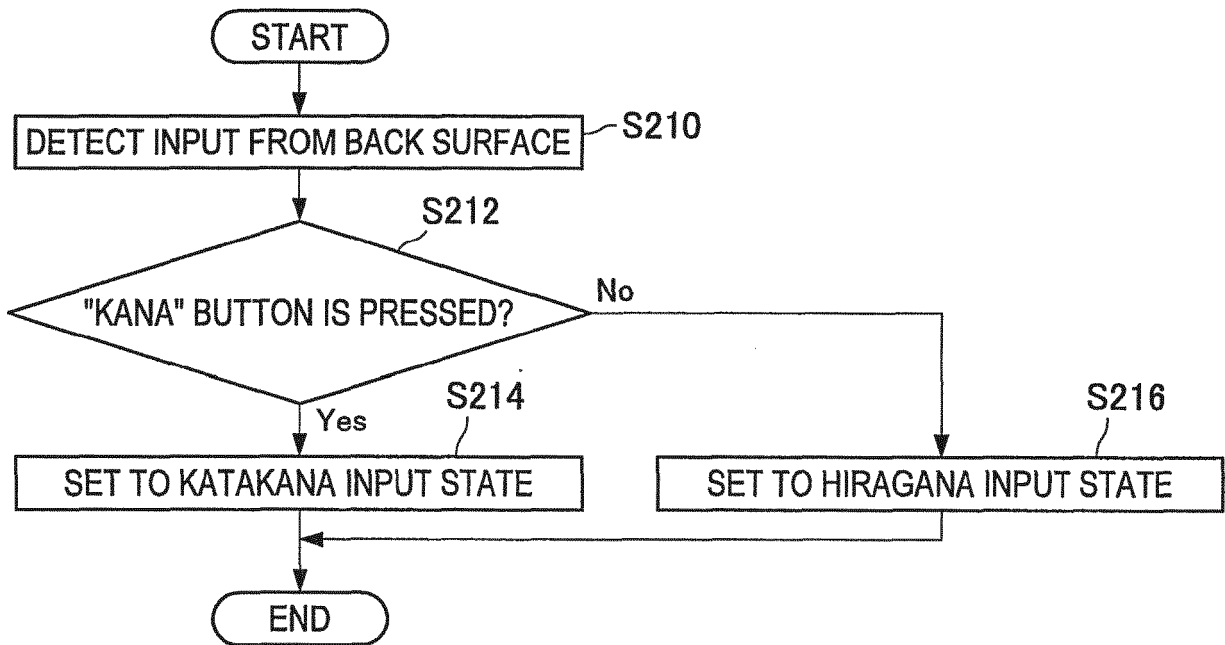 START
DETECT INPUT FROM BACK SURFACE
S210
S212
"KANA" BUTTON IS PRESSED?
No
Yes
S214
S216
SET TO KATAKANA INPUT STATE
SET TO HIRAGANA INPUT STATE
END